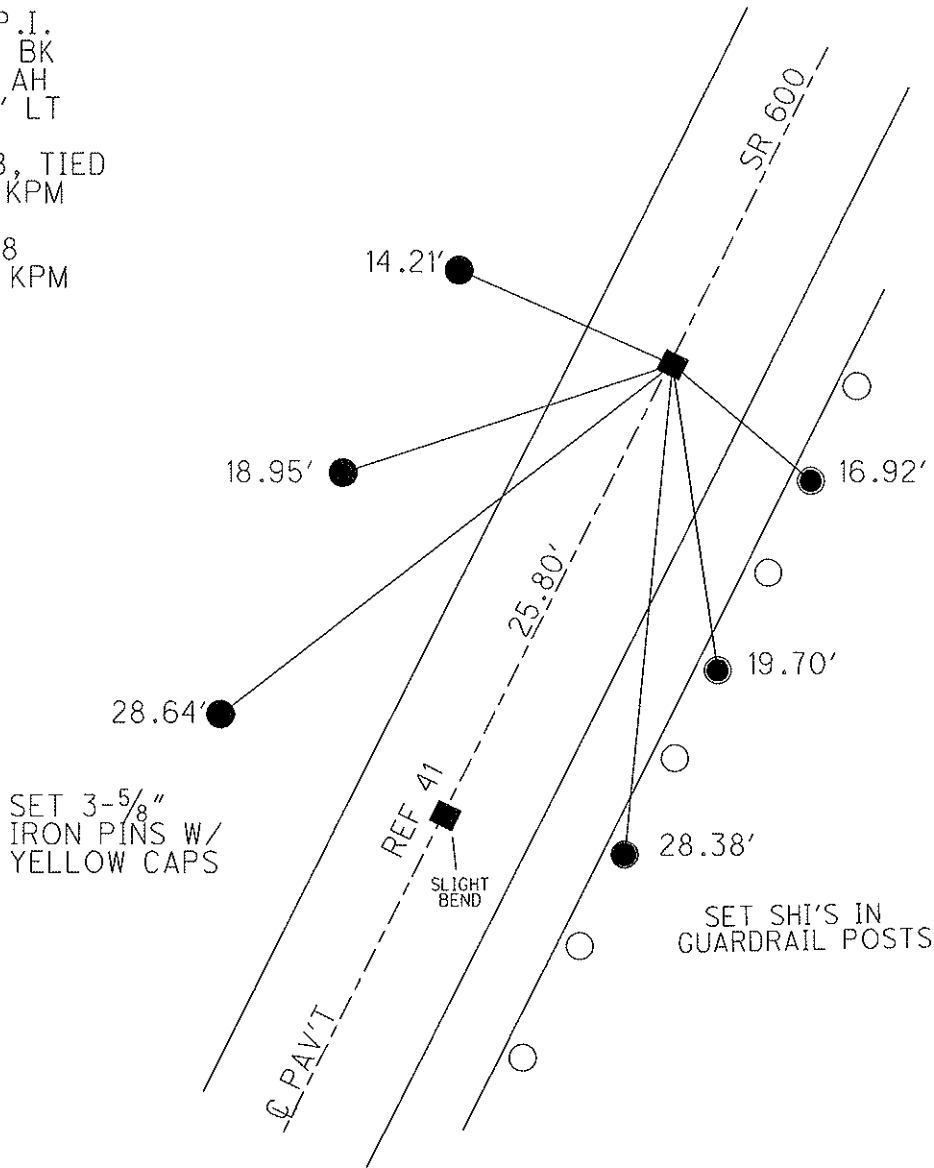 P.I.
BK
AH
' LT
3, TIED
KPM
8
KPM
SR 600
14.21'
18.95'
16.92'
25.80'
19.70'
28.64'
REF 41
SLIGHT
BEND
28.38'
SET 3-5/8"
IRON PINS W/
YELLOW CAPS
SET SHI'S IN
GUARDRAIL POSTS
℄ PAV'T